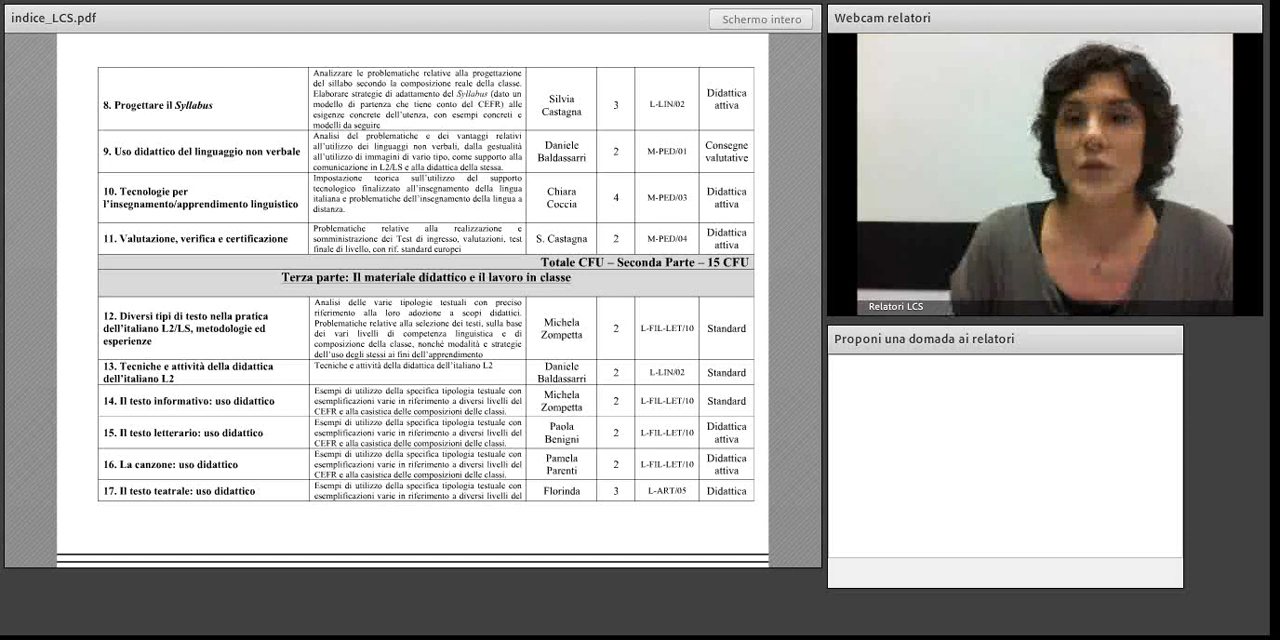 indice_LCS.pdf
Schermo intero
8. Progettare il Syllabus
Analizzare le problematiche relative alla progettazione
del sillabo secondo la composizione reale della classe.
Elaborare strategie di adattamento del Syllabus (dato un
modello di partenza che tiene conto del CEFR) alle
esigenze concrete dell'utenza, con esempi concreti e
modelli da seguire
Silvia
Castagna
3
L-LIN/02
Didattica
attiva
9. Uso didattico del linguaggio non verbale
Analisi del problematiche e dei vantaggi relativi
all'utilizzo dei linguaggi non verbali, dalla gestualità
all'utilizzo di immagini di vario tipo, come supporto alla
comunicazione in L2/LS e alla didattica della stessa.
Daniele
Baldassarri
2
M-PED/01
Consegne
valutative
10. Tecnologie per
l'insegnamento/apprendimento linguistico
Impostazione teorica sull'utilizzo del supporto
tecnologico finalizzato all'insegnamento della lingua
italiana e problematiche dell'insegnamento della lingua a
distanza.
Chiara
Coccia
4
M-PED/03
Didattica
attiva
11. Valutazione, verifica e certificazione
Problematiche relative alla realizzazione e
somministrazione dei Test di ingresso, valutazioni, test
finale di livello, con rif. standard europei
S. Castagna
2
M-PED/04
Didattica
attiva
Totale CFU – Seconda Parte – 15 CFU
Terza parte: Il materiale didattico e il lavoro in classe
12. Diversi tipi di testo nella pratica
dell'italiano L2/LS, metodologie ed
esperienze
Analisi delle varie tipologie testuali con preciso
riferimento alla loro adozione a scopi didattici.
Problematiche relative alla selezione dei testi, sulla base
dei vari livelli di competenza linguistica e di
composizione della classe, nonché modalità e strategie
dell'uso degli stessi ai fini dell'apprendimento
Michela
Zompetta
2
L-FIL-LET/10
Standard
13. Tecniche e attività della didattica
dell'italiano L2
Tecniche e attività della didattica dell'italiano L2
Daniele
Baldassarri
2
L-LIN/02
Standard
14. Il testo informativo: uso didattico
Esempi di utilizzo della specifica tipologia testuale con
esemplificazioni varie in riferimento a diversi livelli del
CEFR e alla casistica delle composizioni delle classi.
Michela
Zompetta
2
L-FIL-LET/10
Standard
15. Il testo letterario: uso didattico
Esempi di utilizzo della specifica tipologia testuale con
esemplificazioni varie in riferimento a diversi livelli del
CEFR e alla casistica delle composizioni delle classi.
Paola
Benigni
2
L-FIL-LET/10
Didattica
attiva
16. La canzone: uso didattico
Esempi di utilizzo della specifica tipologia testuale con
esemplificazioni varie in riferimento a diversi livelli del
CEFR e alla casistica delle composizioni delle classi.
Pamela
Parenti
2
L-FIL-LET/10
Didattica
attiva
17. Il testo teatrale: uso didattico
Esempi di utilizzo della specifica tipologia testuale con
esemplificazioni varie in riferimento a diversi livelli del
Florinda
3
L-ART/05
Didattica
Webcam relatori
Relatori LCS
Proponi una domada ai relatori